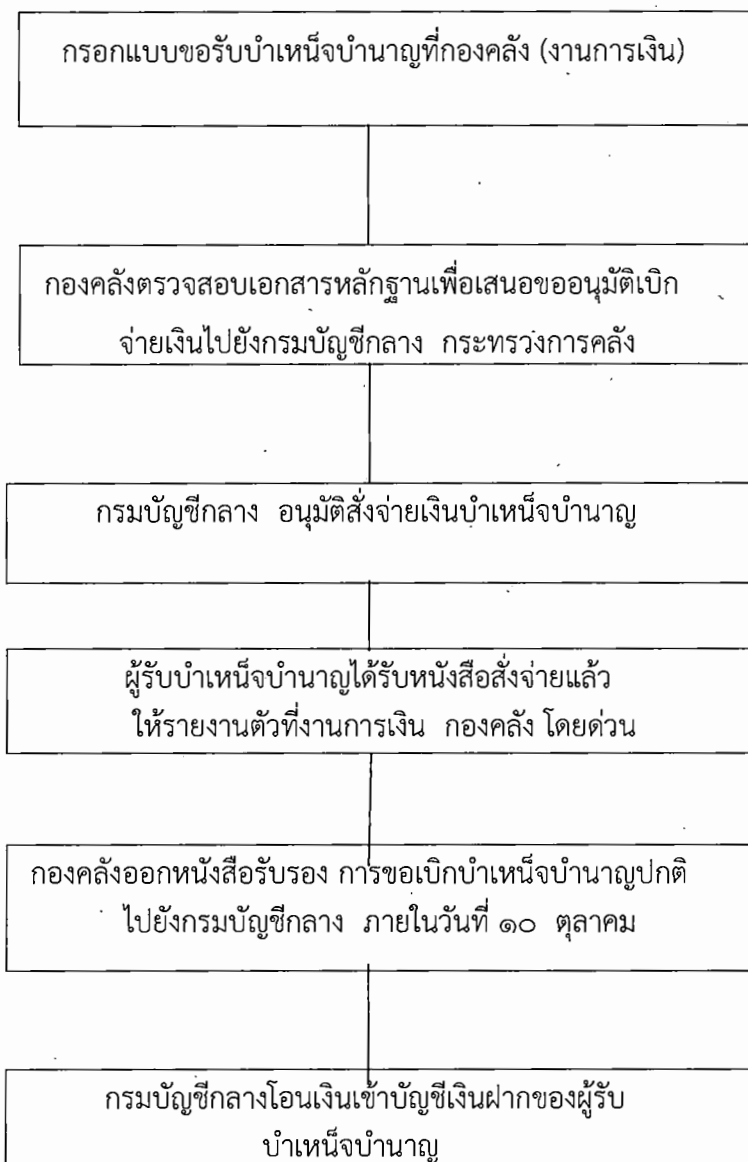 กรอกแบบขอรับบำเหน็จบำนาญที่กองคลัง (งานการเงิน)
กองคลังตรวจสอบเอกสารหลักฐานเพื่อเสนอขออนุมัติเบิก
จ่ายเงินไปยังกรมบัญชีกลาง กระทรวงการคลัง
กรมบัญชีกลาง อนุมัติสั่งจ่ายเงินบำเหน็จบำนาญ
ผู้รับบำเหน็จบำนาญได้รับหนังสือสั่งจ่ายแล้ว
ให้รายงานตัวที่งานการเงิน กองคลัง โดยด่วน
กองคลังออกหนังสือรับรอง การขอเบิกบำเหน็จบำนาญปกติ
ไปยังกรมบัญชีกลาง ภายในวันที่ ๑๐ ตุลาคม
กรมบัญชีกลางโอนเงินเข้าบัญชีเงินฝากของผู้รับ
บำเหน็จบำนาญ